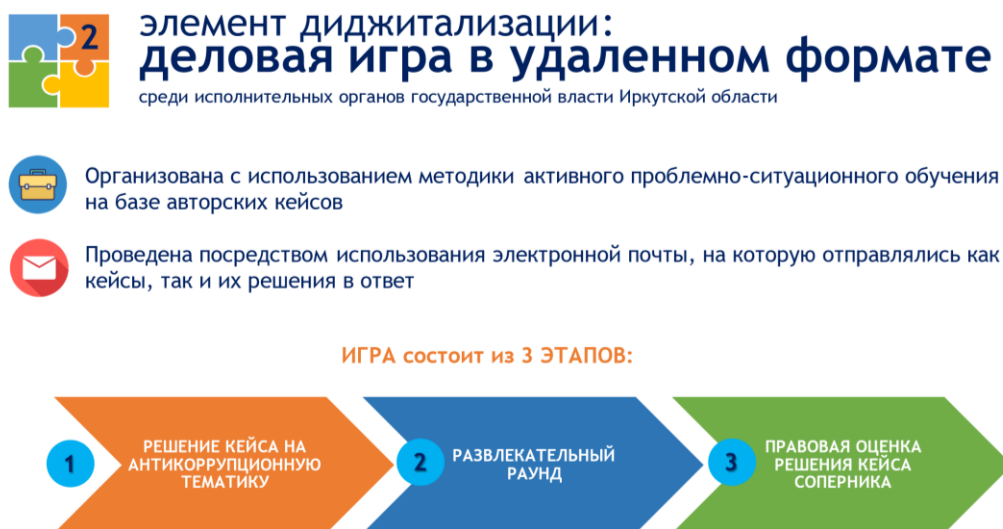 2
элемент диджитализации:
деловая игра в удаленном формате
среди исполнительных органов государственной власти Иркутской области
Организована с использованием методики активного проблемно-ситуационного обучения
на базе авторских кейсов
Проведена посредством использования электронной почты, на которую отправлялись как
кейсы, так и их решения в ответ
ИГРА состоит из 3 ЭТАПОВ:
1
РЕШЕНИЕ КЕЙСА НА
АНТИКОРРУПЦИОННУЮ
ТЕМАТИКУ
2
РАЗВЛЕКАТЕЛЬНЫЙ
РАУНД
3
ПРАВОВАЯ ОЦЕНКА
РЕШЕНИЯ КЕЙСА
СОПЕРНИКА